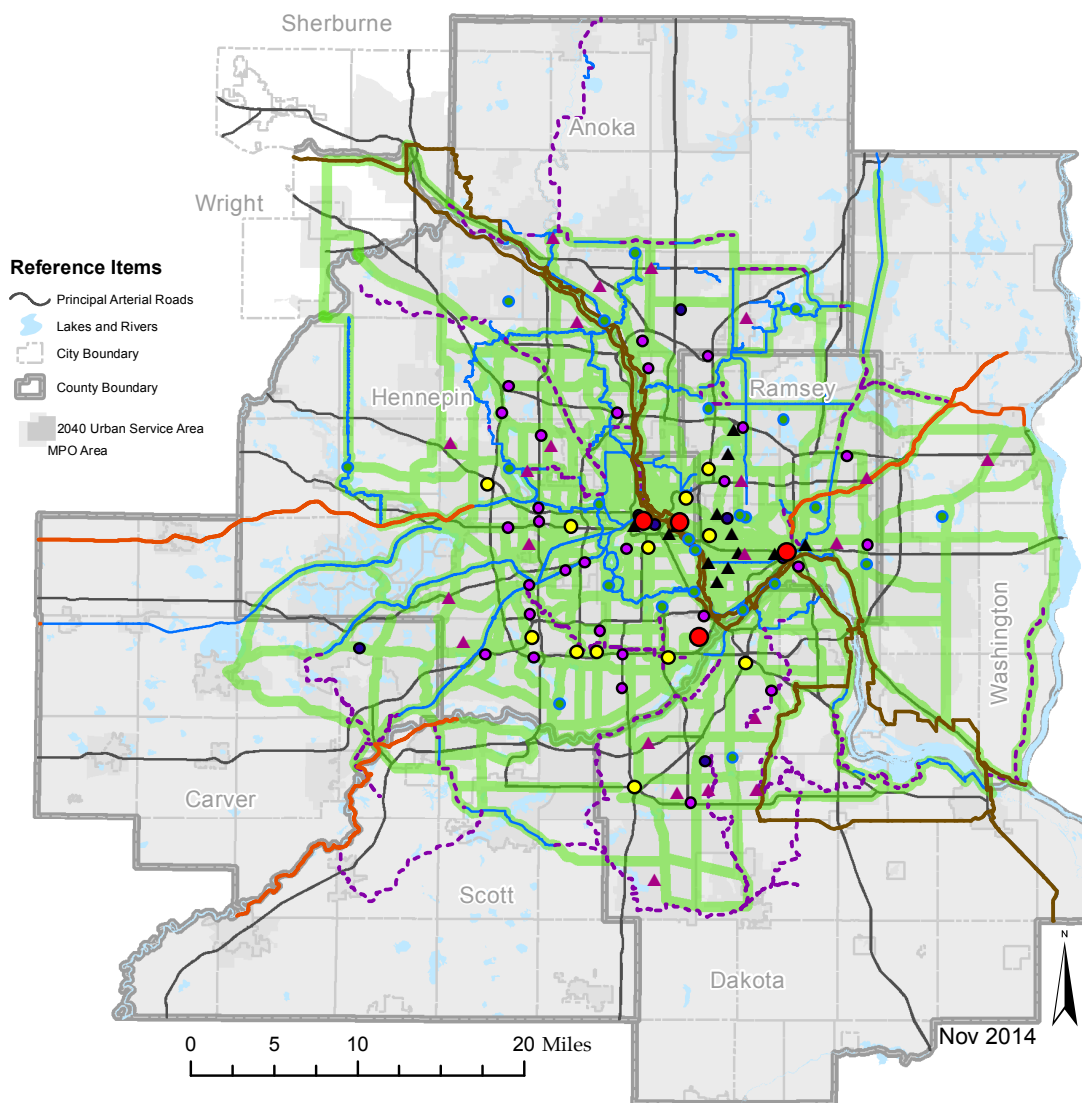 Sherburne
Anoka
Wright
Reference Items
Principal Arterial Roads
Lakes and Rivers
City Boundary
County Boundary
2040 Urban Service Area
MPO Area
Hennepin
Ramsey
Washington
Carver
Scott
Dakota
N
Nov 2014
0 5 10 20 Miles